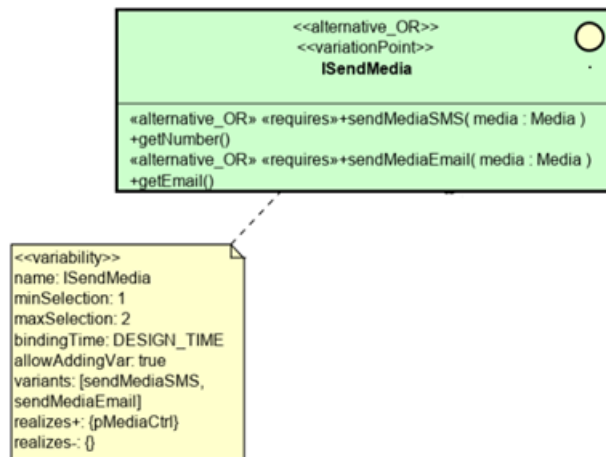 <<alternative_OR>>
<<variationPoint>>
ISendMedia
«alternative_OR» «requires»+sendMediaSMS( media : Media )
+getNumber()
«alternative_OR» «requires»+sendMediaEmail( media : Media )
+getEmail()
<<variability>>
name: ISendMedia
minSelection: 1
maxSelection: 2
bindingTime: DESIGN_TIME
allowAddingVar: true
variants: [sendMediaSMS,
sendMediaEmail]
realizes+: {pMediaCtrl}
realizes-: {}